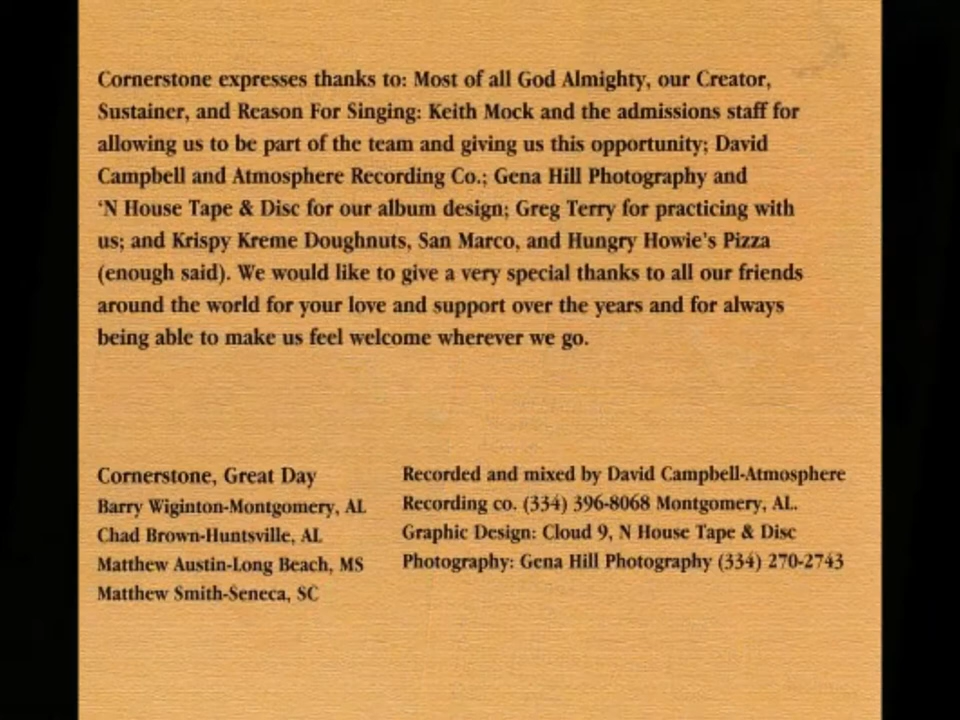 Cornerstone expresses thanks to: Most of all God Almighty, our Creator,
Sustainer, and Reason For Singing: Keith Mock and the admissions staff for
allowing us to be part of the team and giving us this opportunity; David
Campbell and Atmosphere Recording Co.; Gena Hill Photography and
‘N House Tape & Disc for our album design; Greg Terry for practicing with
us; and Krispy Kreme Doughnuts, San Marco, and Hungry Howie's Pizza
(enough said). We would like to give a very special thanks to all our friends
around the world for your love and support over the years and for always
being able to make us feel welcome wherever we go.
Cornerstone, Great Day
Barry Wiginton-Montgomery, AL
Chad Brown-Huntsville, AL
Matthew Austin-Long Beach, MS
Matthew Smith-Seneca, SC
Recorded and mixed by David Campbell-Atmosphere
Recording co. (334) 396-8068 Montgomery, AL.
Graphic Design: Cloud 9, N House Tape & Disc
Photography: Gena Hill Photography (334) 270-2743